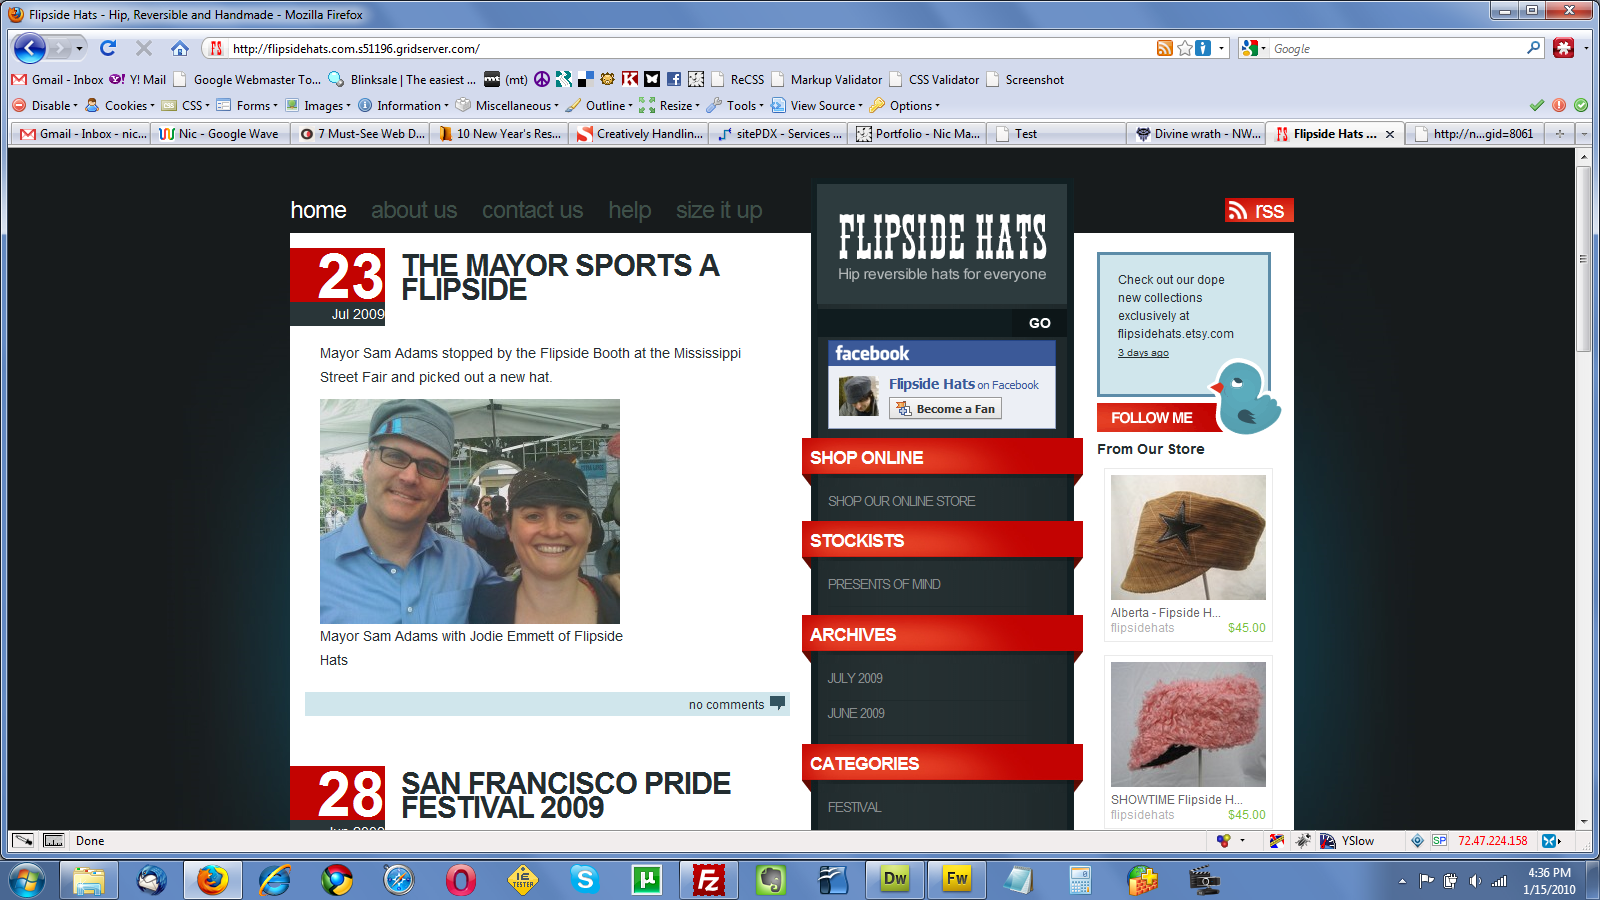 Flipside Hats - Hip, Reversible and Handmade - Mozilla Firefox
http://flipsidehats.com.s51196.gridserver.com/
Google
Gmail - Inbox
Y! Mail
Google Webmaster To...
Blinksale | The easiest ...
(mt)
ReCSS
Markup Validator
CSS Validator
Screenshot
Disable
Cookies
CSS
Forms
Images
Information
Miscellaneous
Outline
Resize
Tools
View Source
Options
Gmail - Inbox - nic...
Nic - Google Wave
7 Must-See Web D...
10 New Year's Res...
Creatively Handlin...
sitePDX - Services ...
Portfolio - Nic Ma...
Test
Divine wrath - NW...
Flipside Hats ...
http://n...gid=8061
home
about us
contact us
help
size it up
FLIPSIDE HATS
Hip reversible hats for everyone
rss
23
Jul 2009
THE MAYOR SPORTS A
FLIPSIDE
Mayor Sam Adams stopped by the Flipside Booth at the Mississippi
Street Fair and picked out a new hat.
Mayor Sam Adams with Jodie Emmett of Flipside
Hats
no comments
28
Jun 2009
SAN FRANCISCO PRIDE
FESTIVAL 2009
GO
facebook
Flipside Hats on Facebook
Become a Fan
SHOP ONLINE
SHOP OUR ONLINE STORE
STOCKISTS
PRESENTS OF MIND
ARCHIVES
JULY 2009
JUNE 2009
CATEGORIES
FESTIVAL
Check out our dope
new collections
exclusively at
flipsidehats.etsy.com
3 days ago
FOLLOW ME
From Our Store
Alberta - Fipside H...
flipsidehats $45.00
SHOWTIME Flipside H...
flipsidehats $45.00
Done
YSlow
SP
72.47.224.158
IE
TESTER
µ
Fz
Dw
Fw
4:36 PM
1/15/2010